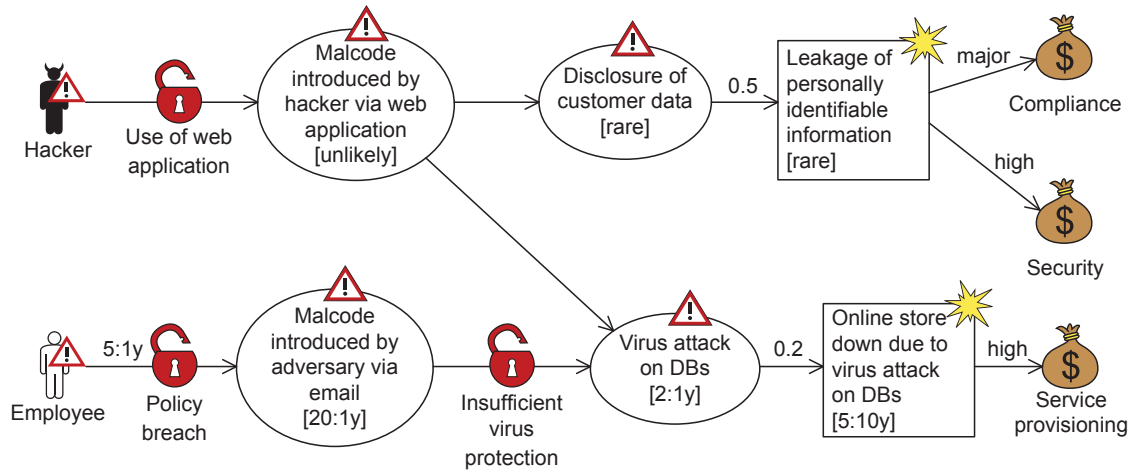 Hacker
Use of web
application
Malcode
introduced by
hacker via web
application
[unlikely]
Disclosure of
customer data
[rare]
0.5
Leakage of
personally
identifiable
information
[rare]
major
$
Compliance
high
$
Security
Employee
5:1y
Policy
breach
Malcode
introduced by
adversary via
email
[20:1y]
Insufficient
virus
protection
Virus attack
on DBs
[2:1y]
0.2
Online store
down due to
virus attack
on DBs
[5:10y]
high
$
Service
provisioning